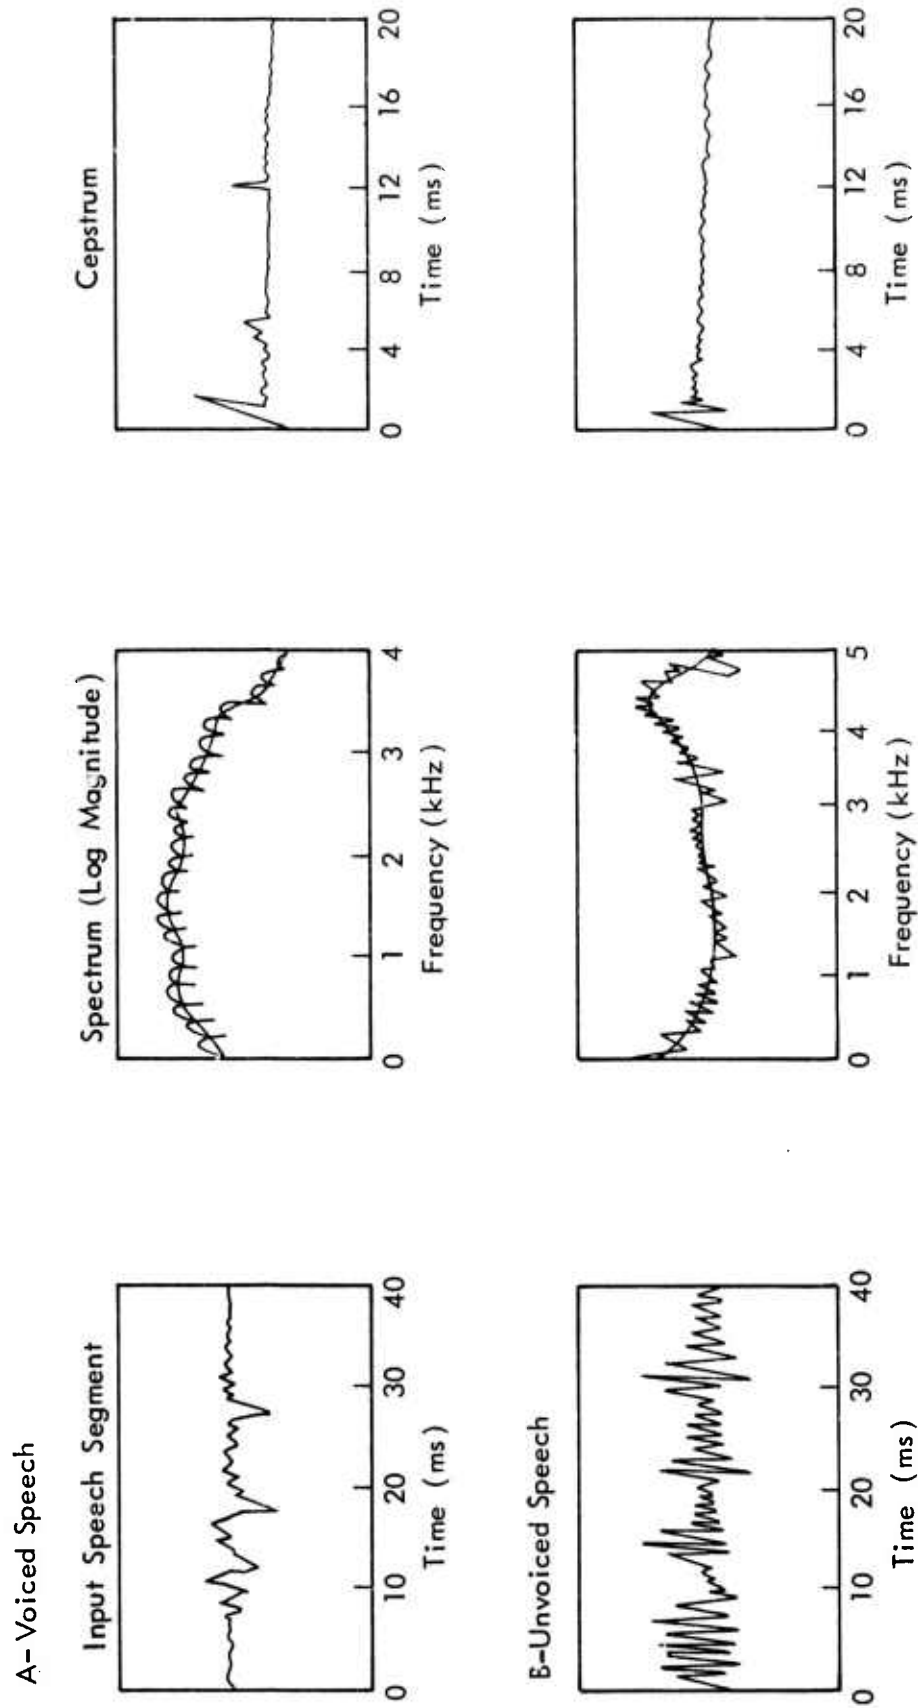 A- Voiced Speech
Input Speech Segment
0 10 20 30 40
Time (ms)
Spectrum (Log Magnitude)
0 1 2 3 4
Frequency (kHz)
Cepstrum
0 4 8 12 16 20
Time (ms)
B-Unvoiced Speech
0 10 20 30 40
Time (ms)
0 1 2 3 4 5
Frequency (kHz)
0 4 8 12 16 20
Time (ms)